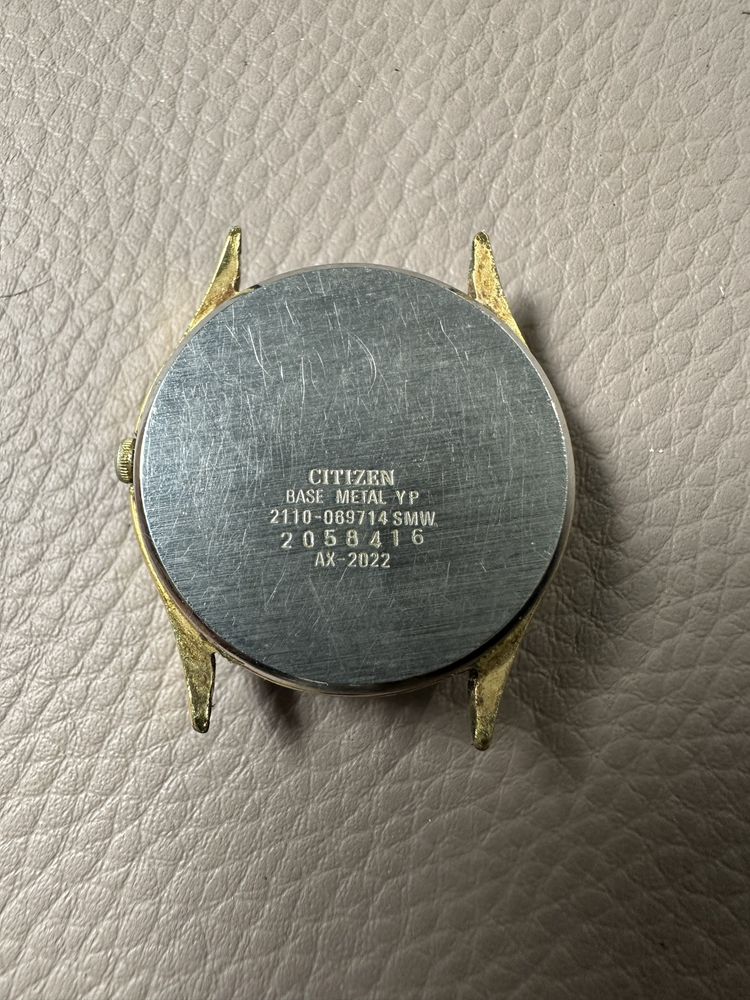 CITIZEN
BASE METAL YP
2110-089714 SMW.
2058416
AX-2022